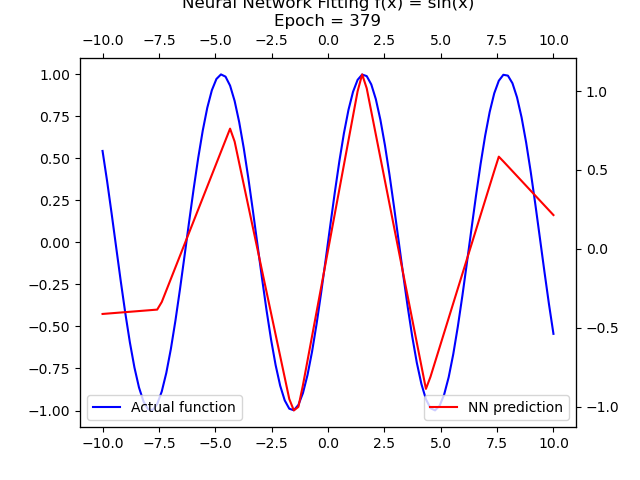 Neural Network Fitting f(x) = sin(x)
Epoch = 379
−10.0 −7.5 −5.0 −2.5 0.0 2.5 5.0 7.5 10.0
1.00
0.75
0.50
0.25
0.00
−0.25
−0.50
−0.75
−1.00
1.0
0.5
0.0
−0.5
−1.0
Actual function
NN prediction
−10.0 −7.5 −5.0 −2.5 0.0 2.5 5.0 7.5 10.0